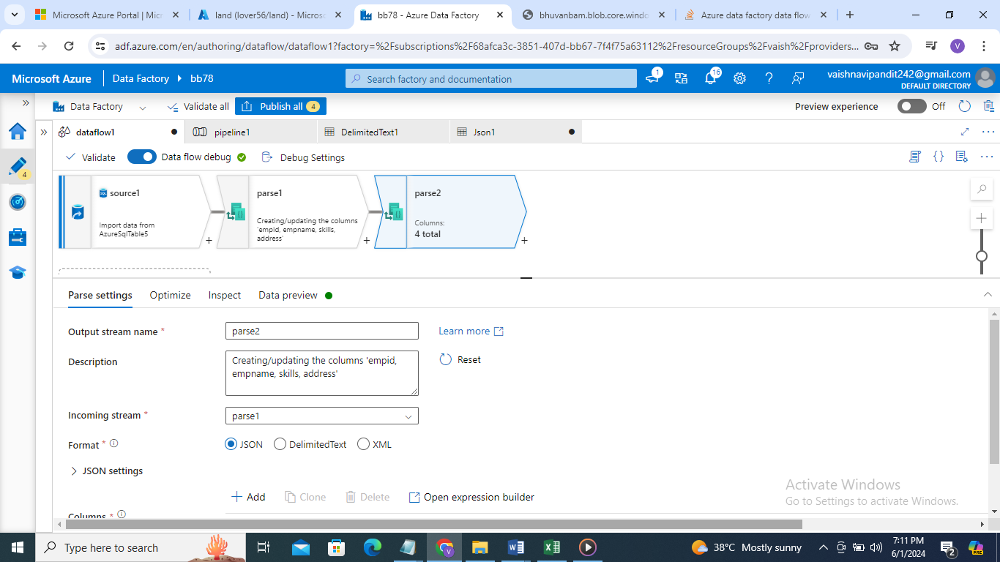 Microsoft Azure Portal | Micr
land (lover56/land) - Microsoft
bb78 - Azure Data Factory
bhuvanbam.blob.core.windo
Azure data factory data flow
adf.azure.com/en/authoring/dataflow/dataflow1?factory=%2Fsubscriptions%2F68afca3c-3851-407d-bb67-7f4f75a63112%2FresourceGroups%2Fvaish%2Fproviders...
V
Microsoft Azure
Data Factory
bb78
Search factory and documentation
1
16
vaishnavipandit242@gmail.com
DEFAULT DIRECTORY
Data Factory
Validate all
Publish all
4
Preview experience
Off
dataflow1
pipeline1
DelimitedText1
Json1
4
Validate
Data flow debug
Debug Settings
source1
Import data from
AzureSqlTable5
parse1
Creating/updating the columns
'empid, empname, skills,
address'
parse2
Columns:
4 total
Parse settings
Optimize
Inspect
Data preview
Output stream name *
parse2
Learn more
Description
Creating/updating the columns 'empid,
empname, skills, address'
Reset
Incoming stream *
parse1
Format *
JSON
DelimitedText
XML
JSON settings
Add
Clone
Delete
Open expression builder
Columns *
Activate Windows
Go to Settings to activate Windows.
Type here to search
38°C Mostly sunny
7:11 PM
6/1/2024
2
PRE